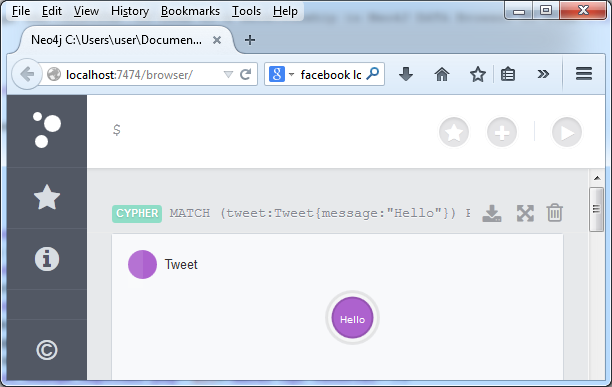 File Edit View History Bookmarks Tools Help
Neo4j C:\Users\user\Documen...
localhost:7474/browser/
facebook lc
$
CYPHER MATCH (tweet:Tweet{message:"Hello"})
Tweet
Hello